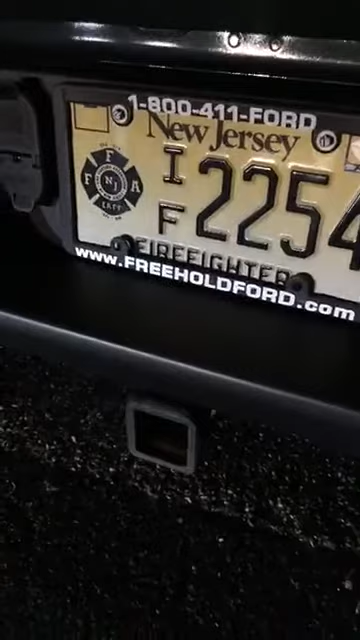 1-800-411-FORD
New Jersey
I F 2254
F
F N J A
FIREFIGHTER
www.FREEHOLDFORD.com